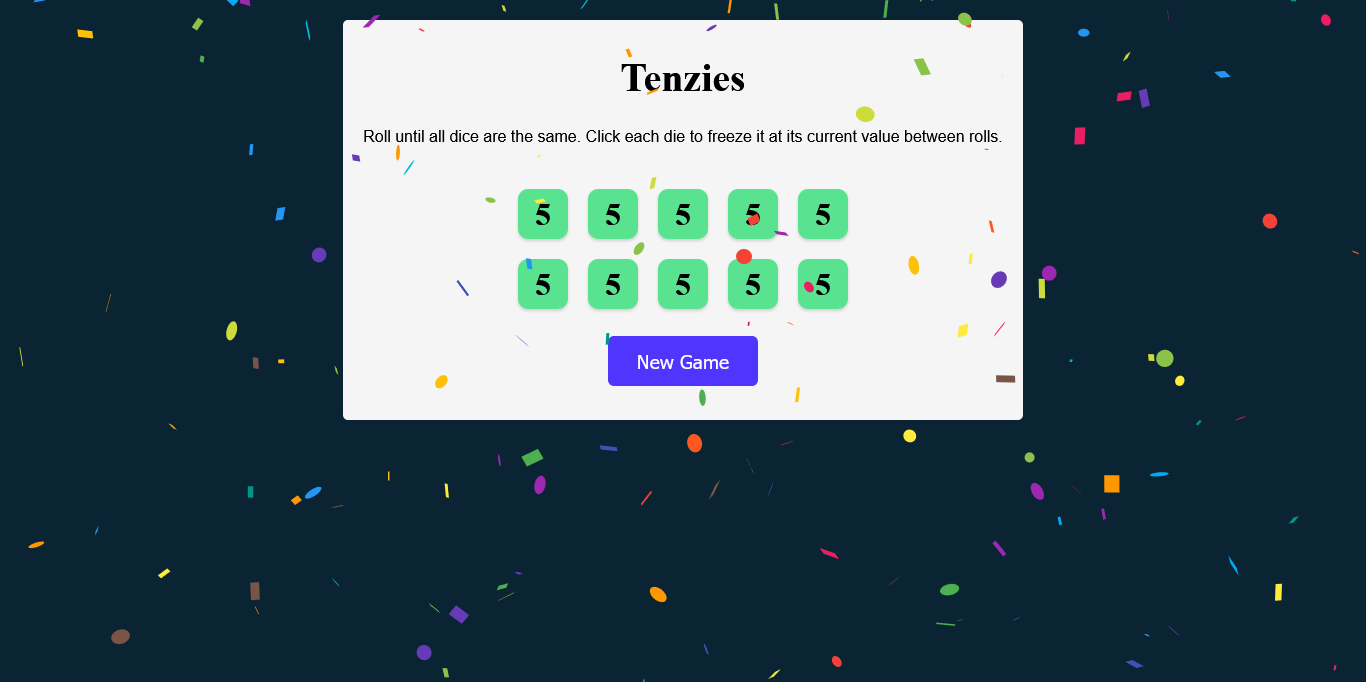 Tenzies
Roll until all dice are the same. Click each die to freeze it at its current value between rolls.
5 5 5 5 5
5 5 5 5 5
New Game